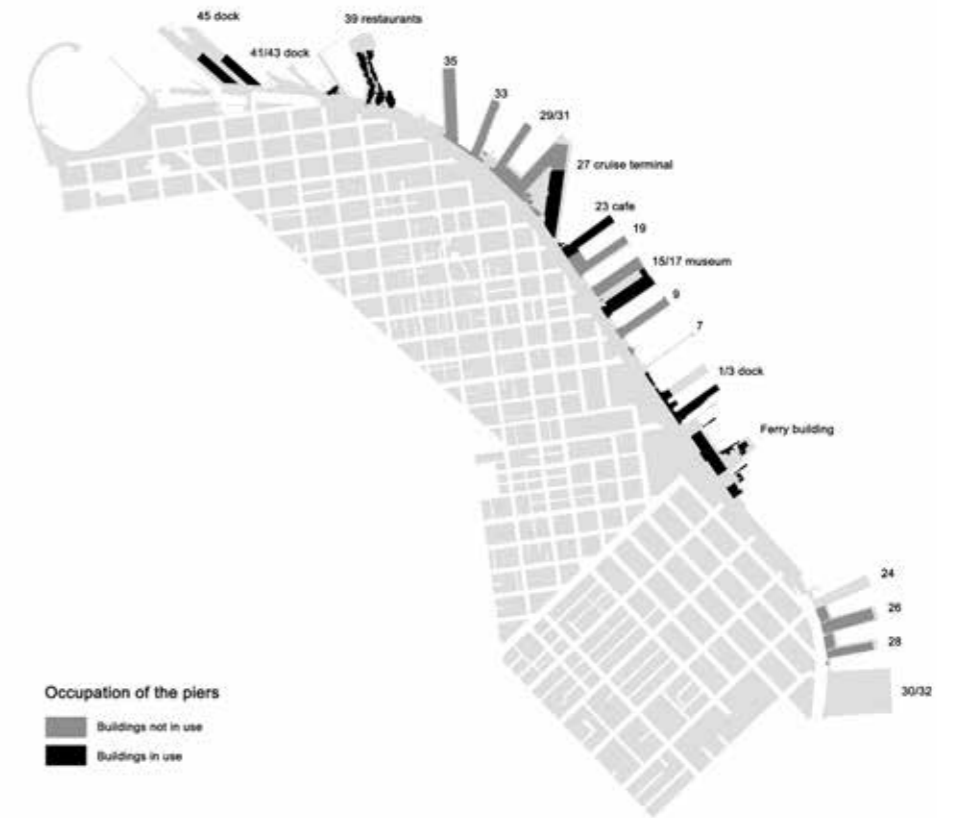 45 dock
39 restaurants
41/43 dock
35
33
29/31
27 cruise terminal
23 cafe
19
15/17 museum
9
7
1/3 dock
Ferry building
24
26
28
30/32
Occupation of the piers
Buildings not in use
Buildings in use